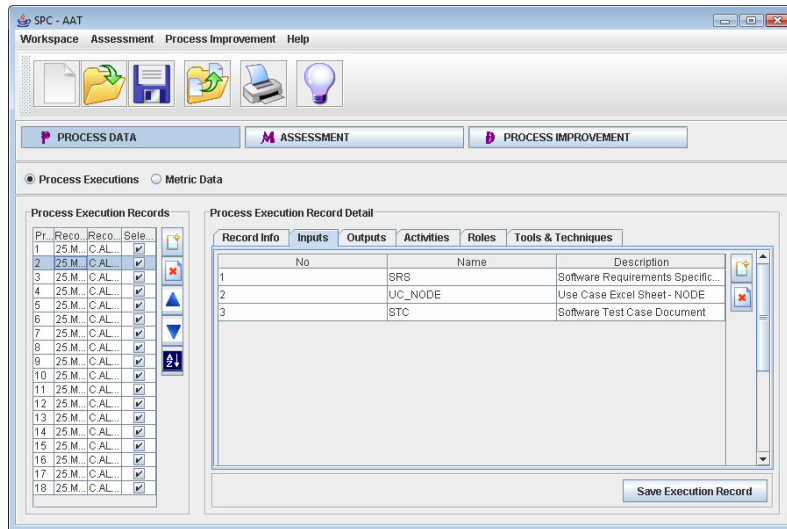 SPC - AAT
Workspace Assessment Process Improvement Help
P PROCESS DATA M ASSESSMENT PROCESS IMPROVEMENT
Process Executions Metric Data
Process Execution Records Process Execution Record Detail
Pr... Reco... Reco... Sele...
1 25.M... C.AL...
2 25.M... C.AL...
3 25.M... C.AL...
4 25.M... C.AL...
5 25.M... C.AL...
6 25.M... C.AL...
7 25.M... C.AL...
8 25.M... C.AL...
9 25.M... C.AL...
10 25.M... C.AL...
11 25.M... C.AL...
12 25.M... C.AL...
13 25.M... C.AL...
14 25.M... C.AL...
15 25.M... C.AL...
16 25.M... C.AL...
17 25.M... C.AL...
18 25.M... C.AL...
A
Z
Record Info Inputs Outputs Activities Roles Tools & Techniques
No Name Description
1 SRS Software Requirements Specific...
2 UC_NODE Use Case Excel Sheet - NODE
3 STC Software Test Case Document
Save Execution Record